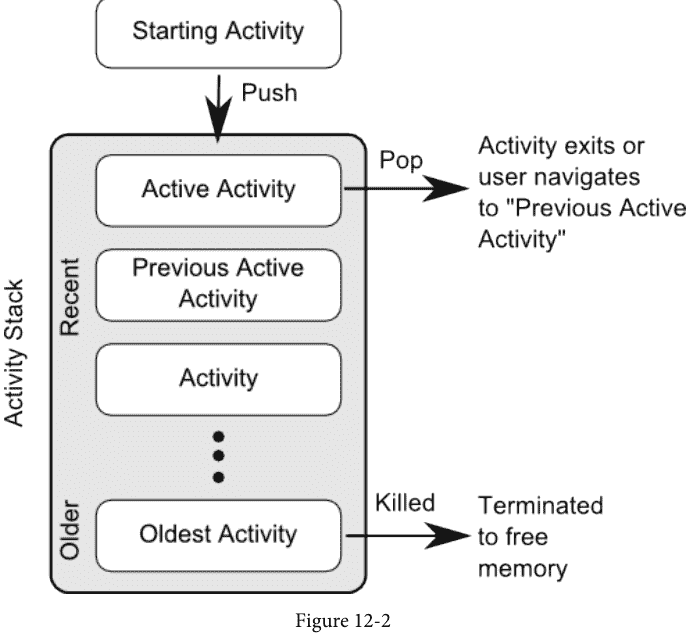 Starting Activity
Push
Active Activity
Pop
Activity exits or
user navigates
to "Previous Active
Activity"
Previous Active
Activity
Recent
Activity
Activity Stack
Older
Oldest Activity
Killed
Terminated
to free
memory
Figure 12-2